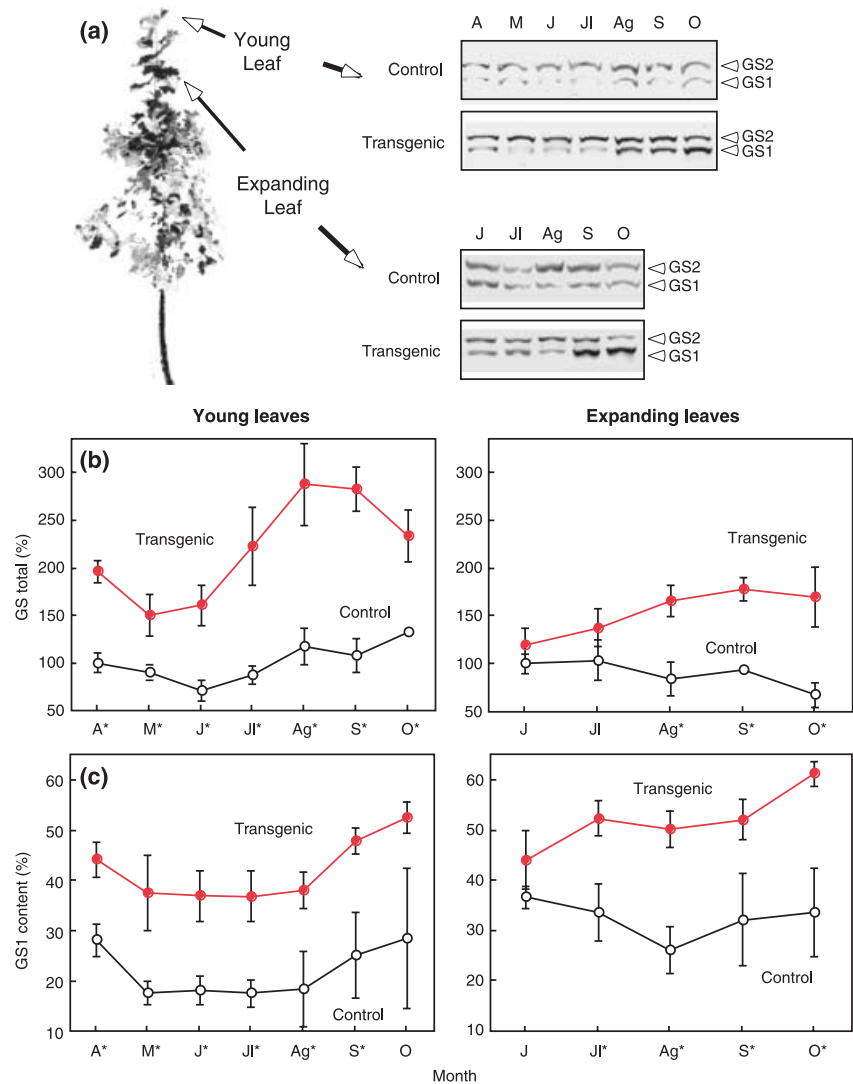 (a)
Young
Leaf
Expanding
Leaf
A M J Jl Ag S O
Control
GS2
GS1
Transgenic
GS2
GS1
J Jl Ag S O
Control
GS2
GS1
Transgenic
GS2
GS1
Young leaves
Expanding leaves
(b)
GS total (%)
300
250
200
150
100
50
Transgenic
Control
A* M* J* Jl* Ag* S* O*
300
250
200
150
100
50
Transgenic
Control
J Jl Ag* S* O*
(c)
GS1 content (%)
60
50
40
30
20
10
Transgenic
Control
A* M* J* Jl* Ag* S* O
60
50
40
30
20
10
Transgenic
Control
J Jl* Ag* S* O*
Month